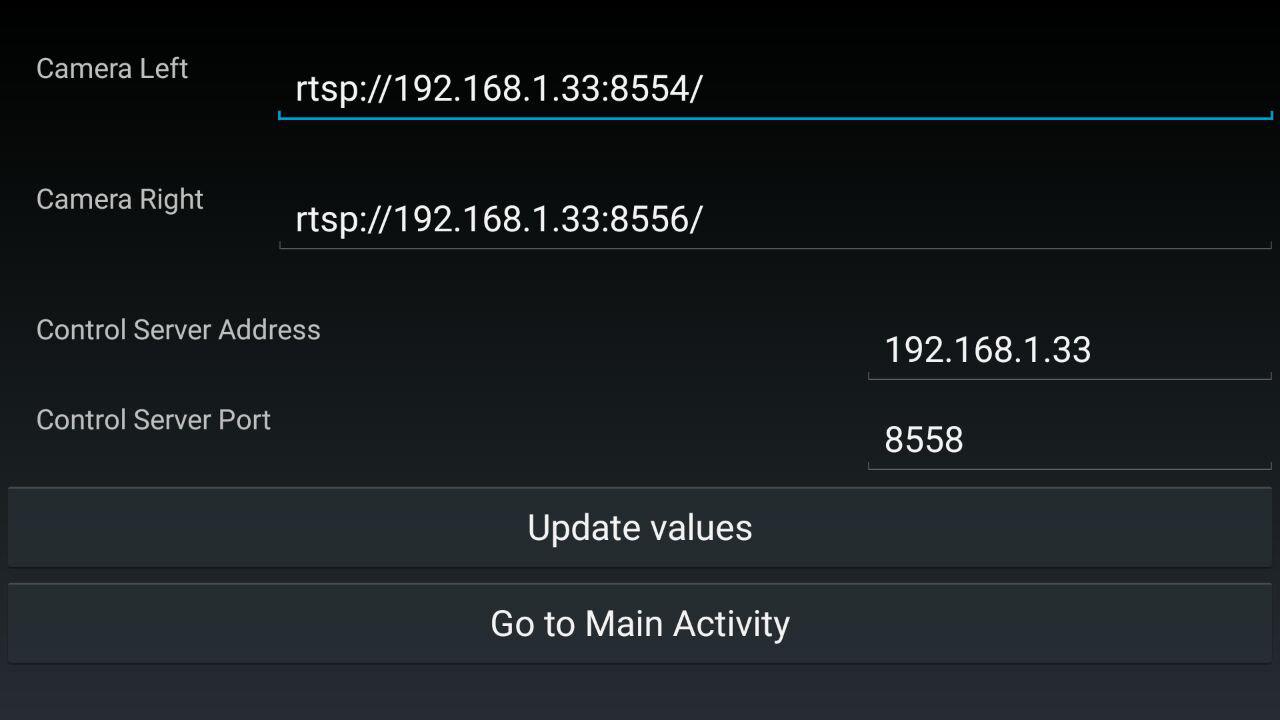 Camera Left
rtsp://192.168.1.33:8554/
Camera Right
rtsp://192.168.1.33:8556/
Control Server Address
192.168.1.33
Control Server Port
8558
Update values
Go to Main Activity